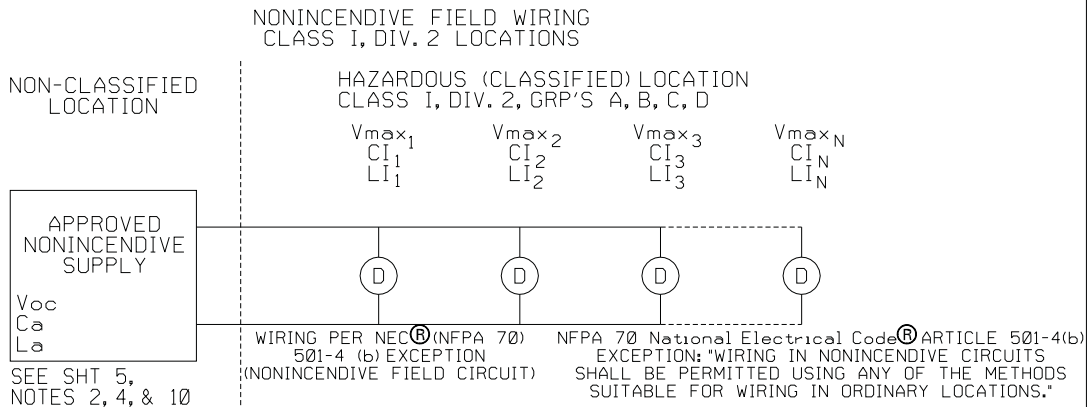 NONINCENDIVE FIELD WIRING
CLASS I, DIV. 2 LOCATIONS
NON-CLASSIFIED
LOCATION
HAZARDOUS (CLASSIFIED) LOCATION
CLASS I, DIV. 2, GRP'S A, B, C, D
Vmax1 Vmax2 Vmax3 VmaxN
CI1 CI2 CI3 CIN
LI1 LI2 LI3 LIN
APPROVED
NONINCENDIVE
SUPPLY
Voc
Ca
La
D D D D
WIRING PER NEC®(NFPA 70)
501-4 (b) EXCEPTION
(NONINCENDIVE FIELD CIRCUIT)
NFPA 70 National Electrical Code® ARTICLE 501-4(b)
EXCEPTION: "WIRING IN NONINCENDIVE CIRCUITS
SHALL BE PERMITTED USING ANY OF THE METHODS
SUITABLE FOR WIRING IN ORDINARY LOCATIONS."
SEE SHT 5,
NOTES 2, 4, & 10